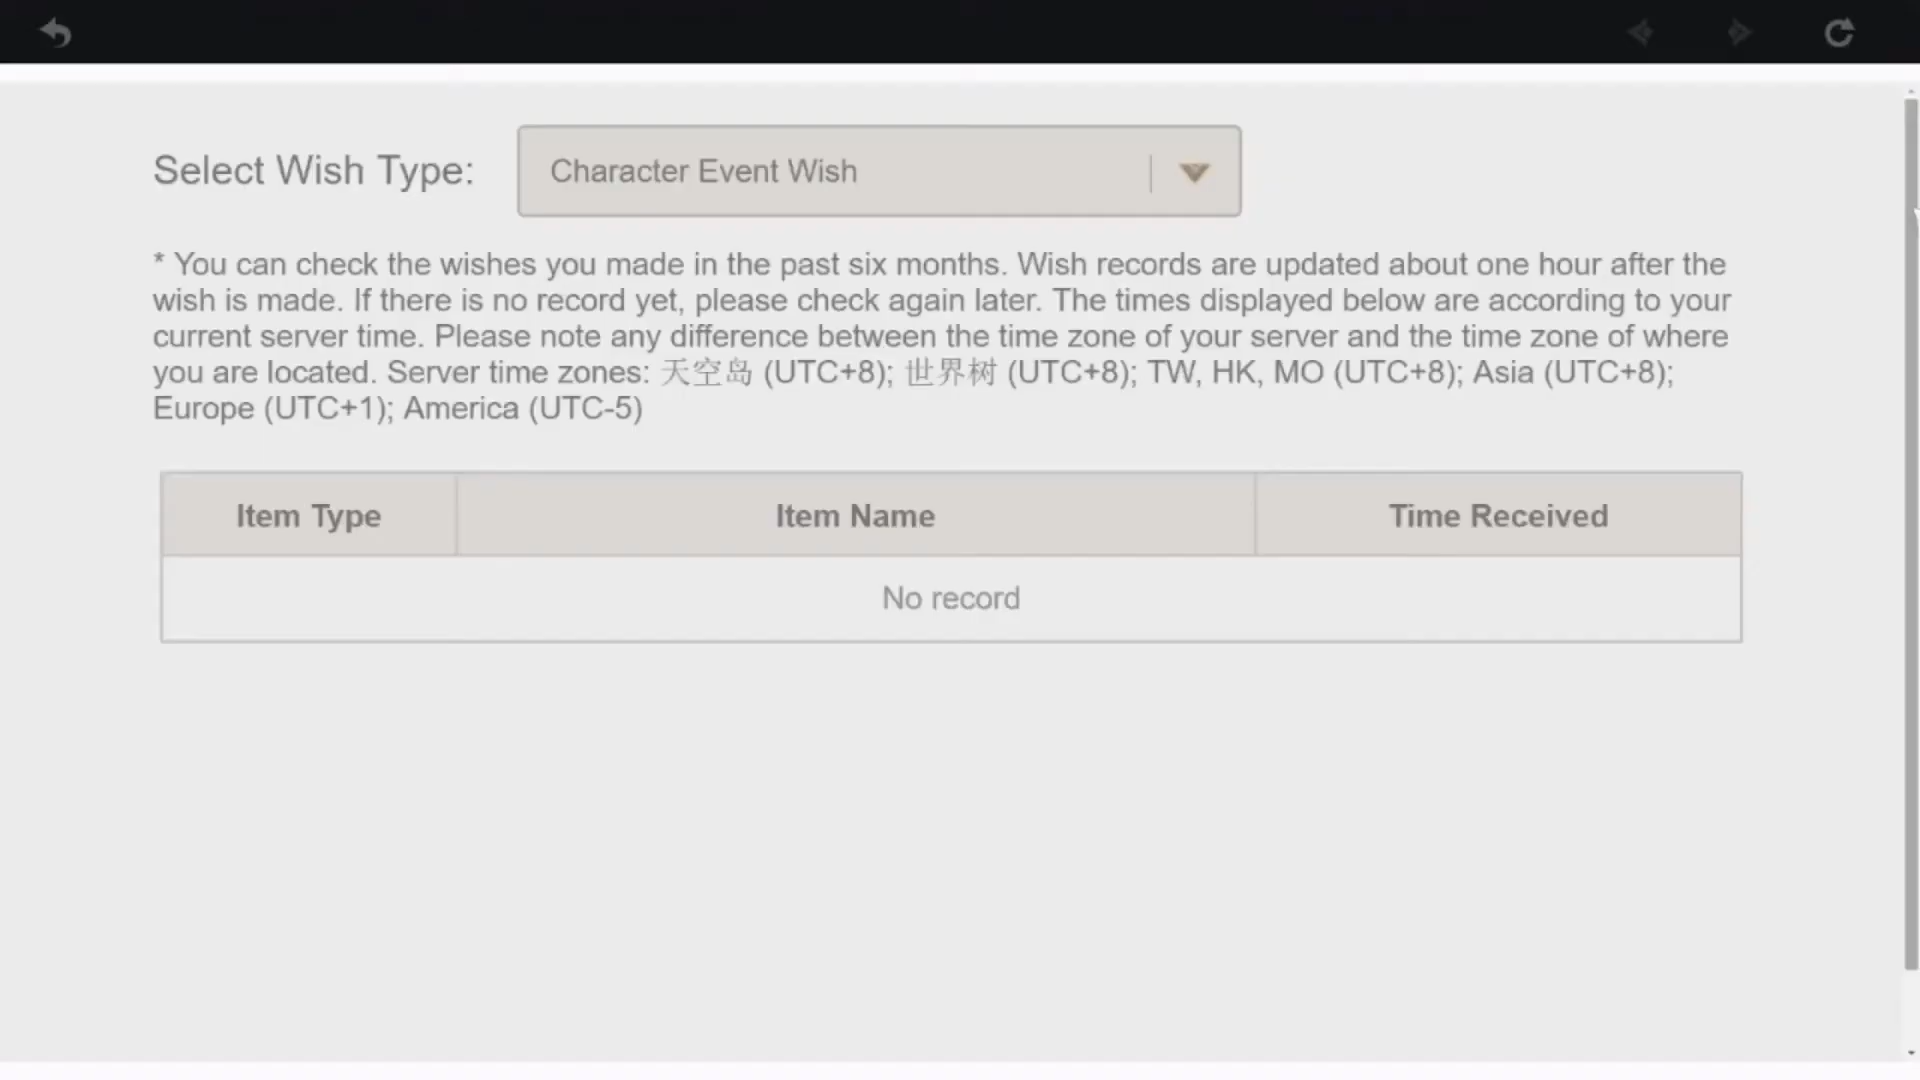 Select Wish Type:
Character Event Wish
* You can check the wishes you made in the past six months. Wish records are updated about one hour after the
wish is made. If there is no record yet, please check again later. The times displayed below are according to your
current server time. Please note any difference between the time zone of your server and the time zone of where
you are located. Server time zones: 天空岛 (UTC+8); 世界树 (UTC+8); TW, HK, MO (UTC+8); Asia (UTC+8);
Europe (UTC+1); America (UTC-5)
Item Type
Item Name
Time Received
No record